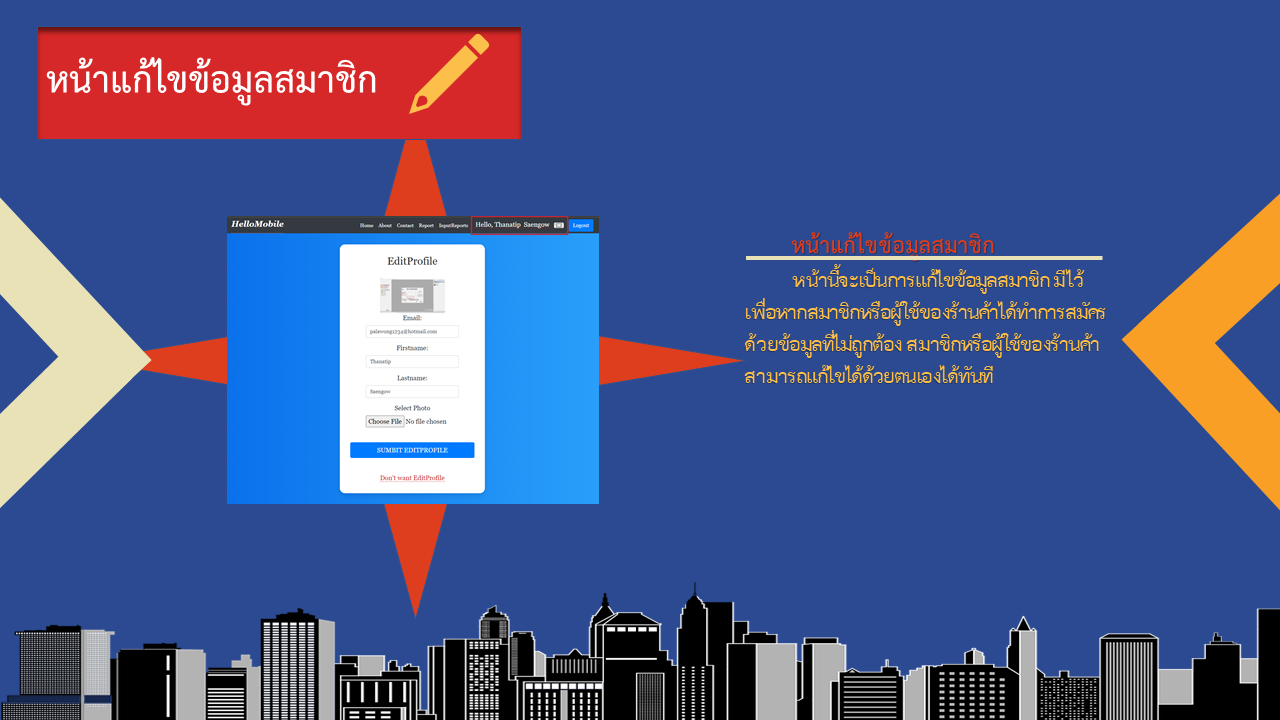 หน้าแก้ไขข้อมูลสมาชิก
HelloMobile
Home About Contact Report InputReports Hello, Thanatip Saengow Logout
EditProfile
Email:
palawung1234@hotmail.com
Firstname:
Thanatip
Lastname:
Saengow
Select Photo
Choose File No file chosen
SUMBIT EDITPROFILE
Don't want EditProfile
หน้าแก้ไขข้อมูลสมาชิก
หน้านี้จะเป็นการแก้ไขข้อมูลสมาชิก มีไว้
เพื่อหากสมาชิกหรือผู้ใช้ของร้านค้าได้ทำการสมัคร
ด้วยข้อมูลที่ไม่ถูกต้อง สมาชิกหรือผู้ใช้ของร้านค้า
สามารถแก้ไขได้ด้วยตนเองได้ทันที